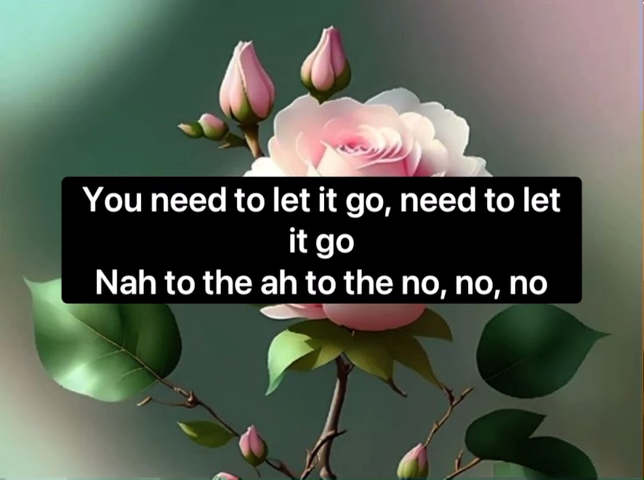 You need to let it go, need to let
it go
Nah to the ah to the no, no, no